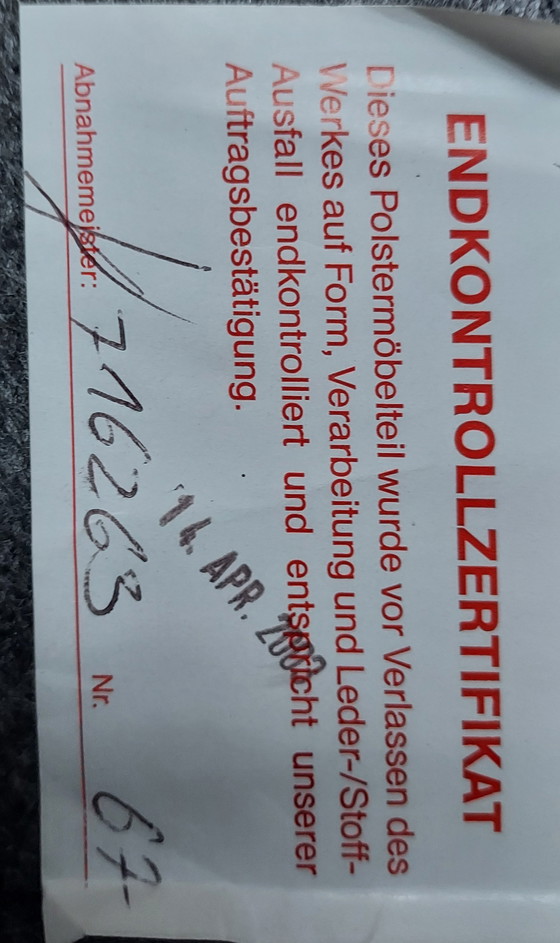 ENDKONTROLLZERTIFIKAT
Dieses Polstermöbelteil wurde vor Verlassen des
Werkes auf Form, Verarbeitung und Leder-/Stoff-
Ausfall endkontrolliert und entspricht unserer
Auftragsbestätigung.
14. APR.
Abnahmemeister: 716263 Nr. 67